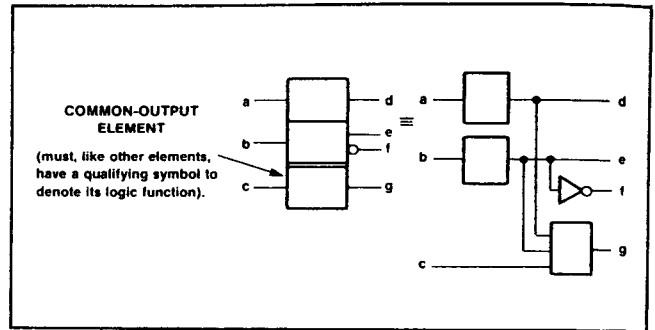 COMMON-OUTPUT
ELEMENT
(must, like other elements,
have a qualifying symbol to
denote its logic function).
a
b
c
d
e
f
g
≡
a
b
c
d
e
f
g